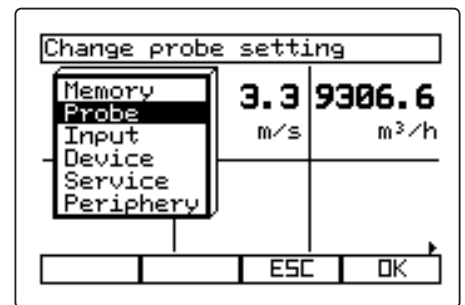 Change probe setting
Memory
Probe
Input
Device
Service
Periphery
3.3 9306.6
m/s m³/h
ESC OK